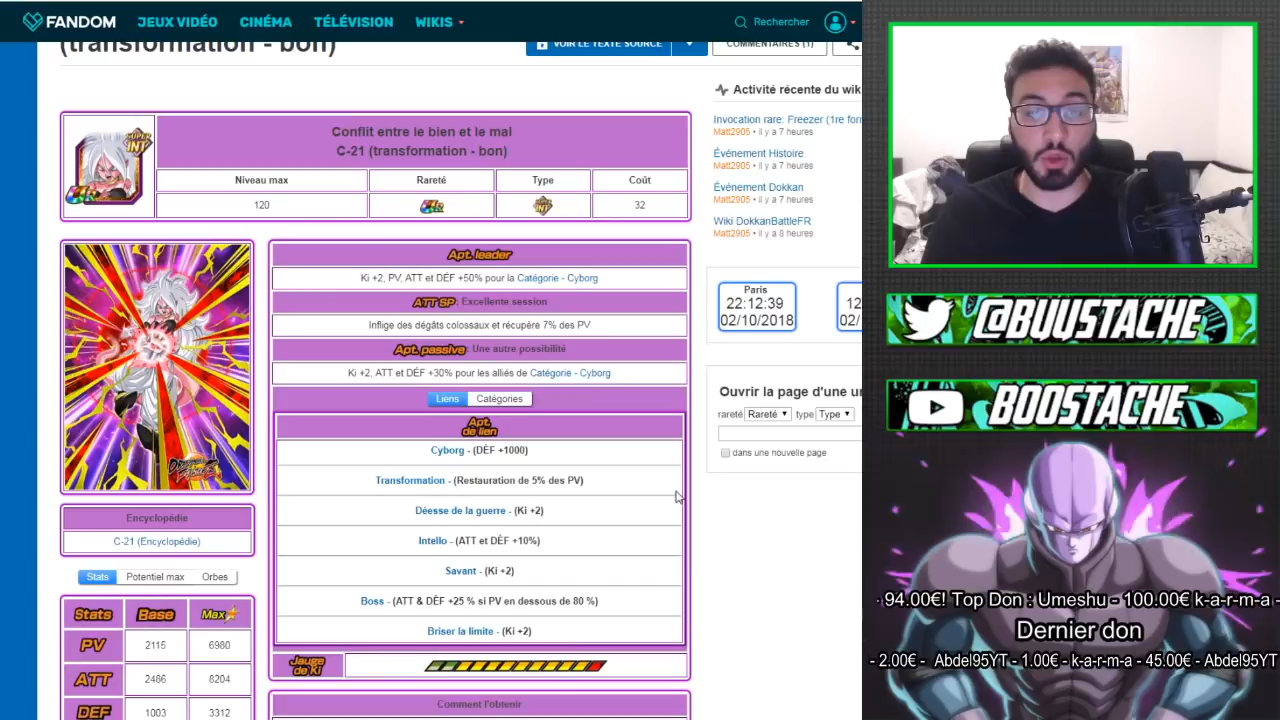 FANDOM JEUX VIDÉO CINÉMA TÉLÉVISION WIKIS Rechercher
(transformation - bon)
VOIR LE TEXTE SOURCE
COMMENTAIRES (1)
Conflit entre le bien et le mal
C-21 (transformation - bon)
SUPER INT
Niveau max Rareté Type Coût
120 LR INT 32
Apt. leader
Ki +2, PV, ATT et DÉF +50% pour la Catégorie - Cyborg
ATT SP: Excellente session
Inflige des dégâts colossaux et récupère 7% des PV
Apt. passive: Une autre possibilité
Ki +2, ATT et DÉF +30% pour les alliés de Catégorie - Cyborg
Liens Catégories
Apt. de lien
Cyborg - (DÉF +1000)
Transformation - (Restauration de 5% des PV)
Déesse de la guerre - (Ki +2)
Intello - (ATT et DÉF +10%)
Savant - (Ki +2)
Boss - (ATT & DÉF +25 % si PV en dessous de 80 %)
Briser la limite - (Ki +2)
Jauge de Ki
Comment l'obtenir
Encyclopédie
C-21 (Encyclopédie)
Stats Potentiel max Orbes
Stats Base Max
PV 2115 6980
ATT 2486 8204
DEF 1003 3312
Activité récente du wik
Invocation rare: Freezer (1re for
Matt2905 • il y a 7 heures
Événement Histoire
Matt2905 • il y a 7 heures
Événement Dokkan
Matt2905 • il y a 7 heures
Wiki DokkanBattleFR
Matt2905 • il y a 8 heures
Paris
22:12:39
02/10/2018
12
02/
Ouvrir la page d'une u
rareté Rareté type Type
dans une nouvelle page
@BUUSTACHE
BOOSTACHE
94.00€! Top Don : Umeshu - 100.00€ k-a-r-m-a -
Dernier don
- 2.00€ - Abdel95YT - 1.00€ - k-a-r-m-a - 45.00€ - Abdel95YT